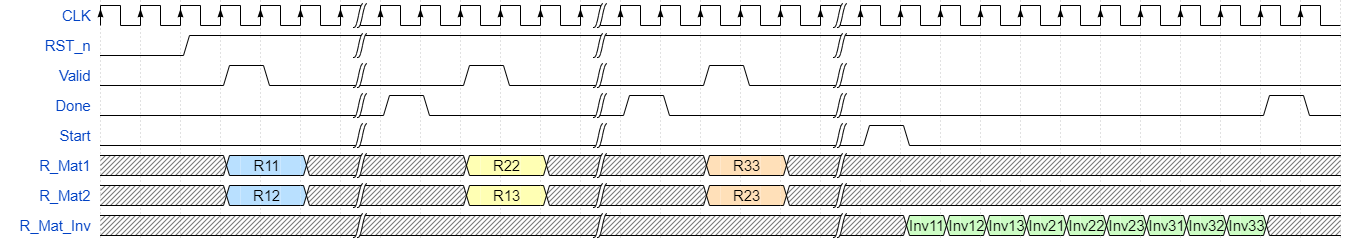 CLK
RST_n
Valid
Done
Start
R_Mat1 R11 R22 R33
R_Mat2 R12 R13 R23
R_Mat_Inv Inv11 Inv12 Inv13 Inv21 Inv22 Inv23 Inv31 Inv32 Inv33